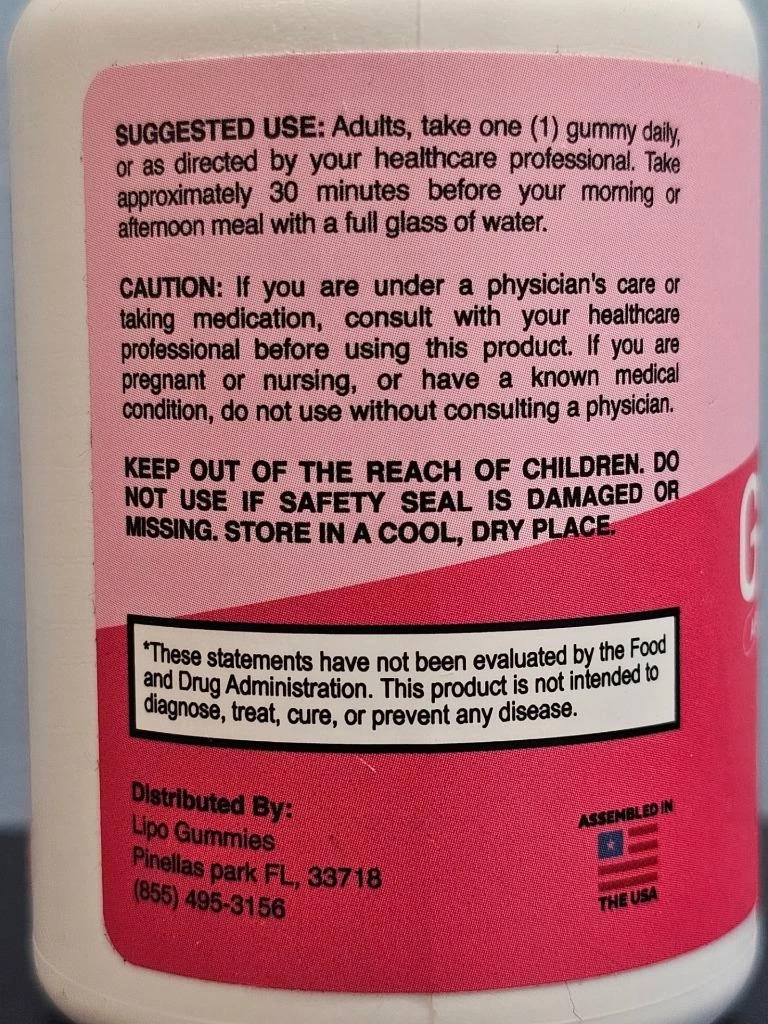 SUGGESTED USE: Adults, take one (1) gummy daily,
or as directed by your healthcare professional. Take
approximately 30 minutes before your morning or
afternoon meal with a full glass of water.
CAUTION: If you are under a physician's care or
taking medication, consult with your healthcare
professional before using this product. If you are
pregnant or nursing, or have a known medical
condition, do not use without consulting a physician.
KEEP OUT OF THE REACH OF CHILDREN. DO
NOT USE IF SAFETY SEAL IS DAMAGED OR
MISSING. STORE IN A COOL, DRY PLACE.
*These statements have not been evaluated by the Food
and Drug Administration. This product is not intended to
diagnose, treat, cure, or prevent any disease.
Distributed By:
Lipo Gummies
Pinellas park FL, 33718
(855) 495-3156
ASSEMBLED IN
THE USA